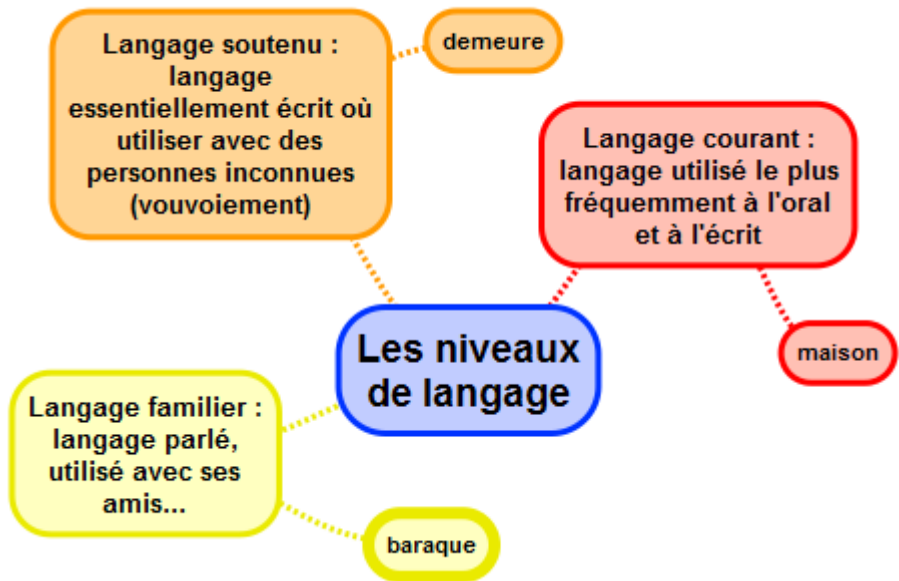 Langage soutenu :
langage
essentiellement écrit où
utiliser avec des
personnes inconnues
(vouvoiement)
demeure
Langage courant :
langage utilisé le plus
fréquemment à l'oral
et à l'écrit
maison
Les niveaux
de langage
Langage familier :
langage parlé,
utilisé avec ses
amis...
baraque